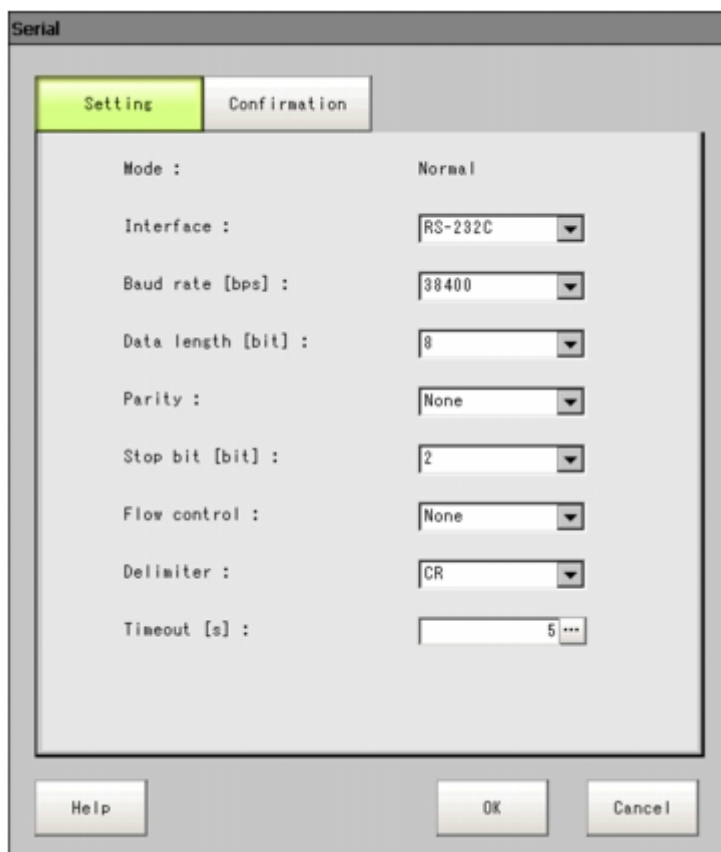 Serial
Setting Confirmation
Mode : Normal
Interface : RS-232C
Baud rate [bps] : 38400
Data length [bit] : 8
Parity : None
Stop bit [bit] : 2
Flow control : None
Delimiter : CR
Timeout [s] : 5 ...
Help OK Cancel